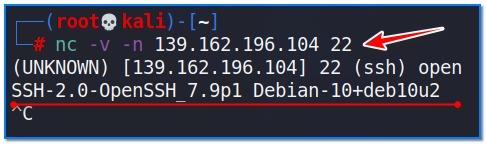 (root💀kali)-[~]
# nc -v -n 139.162.196.104 22
(UNKNOWN) [139.162.196.104] 22 (ssh) open
SSH-2.0-OpenSSH_7.9p1 Debian-10+deb10u2
^C